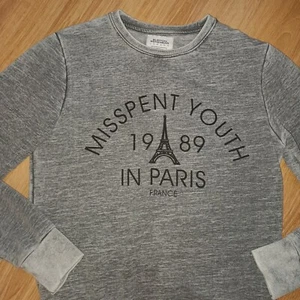 MISSPENT YOUTH
19 89
IN PARIS
FRANCE